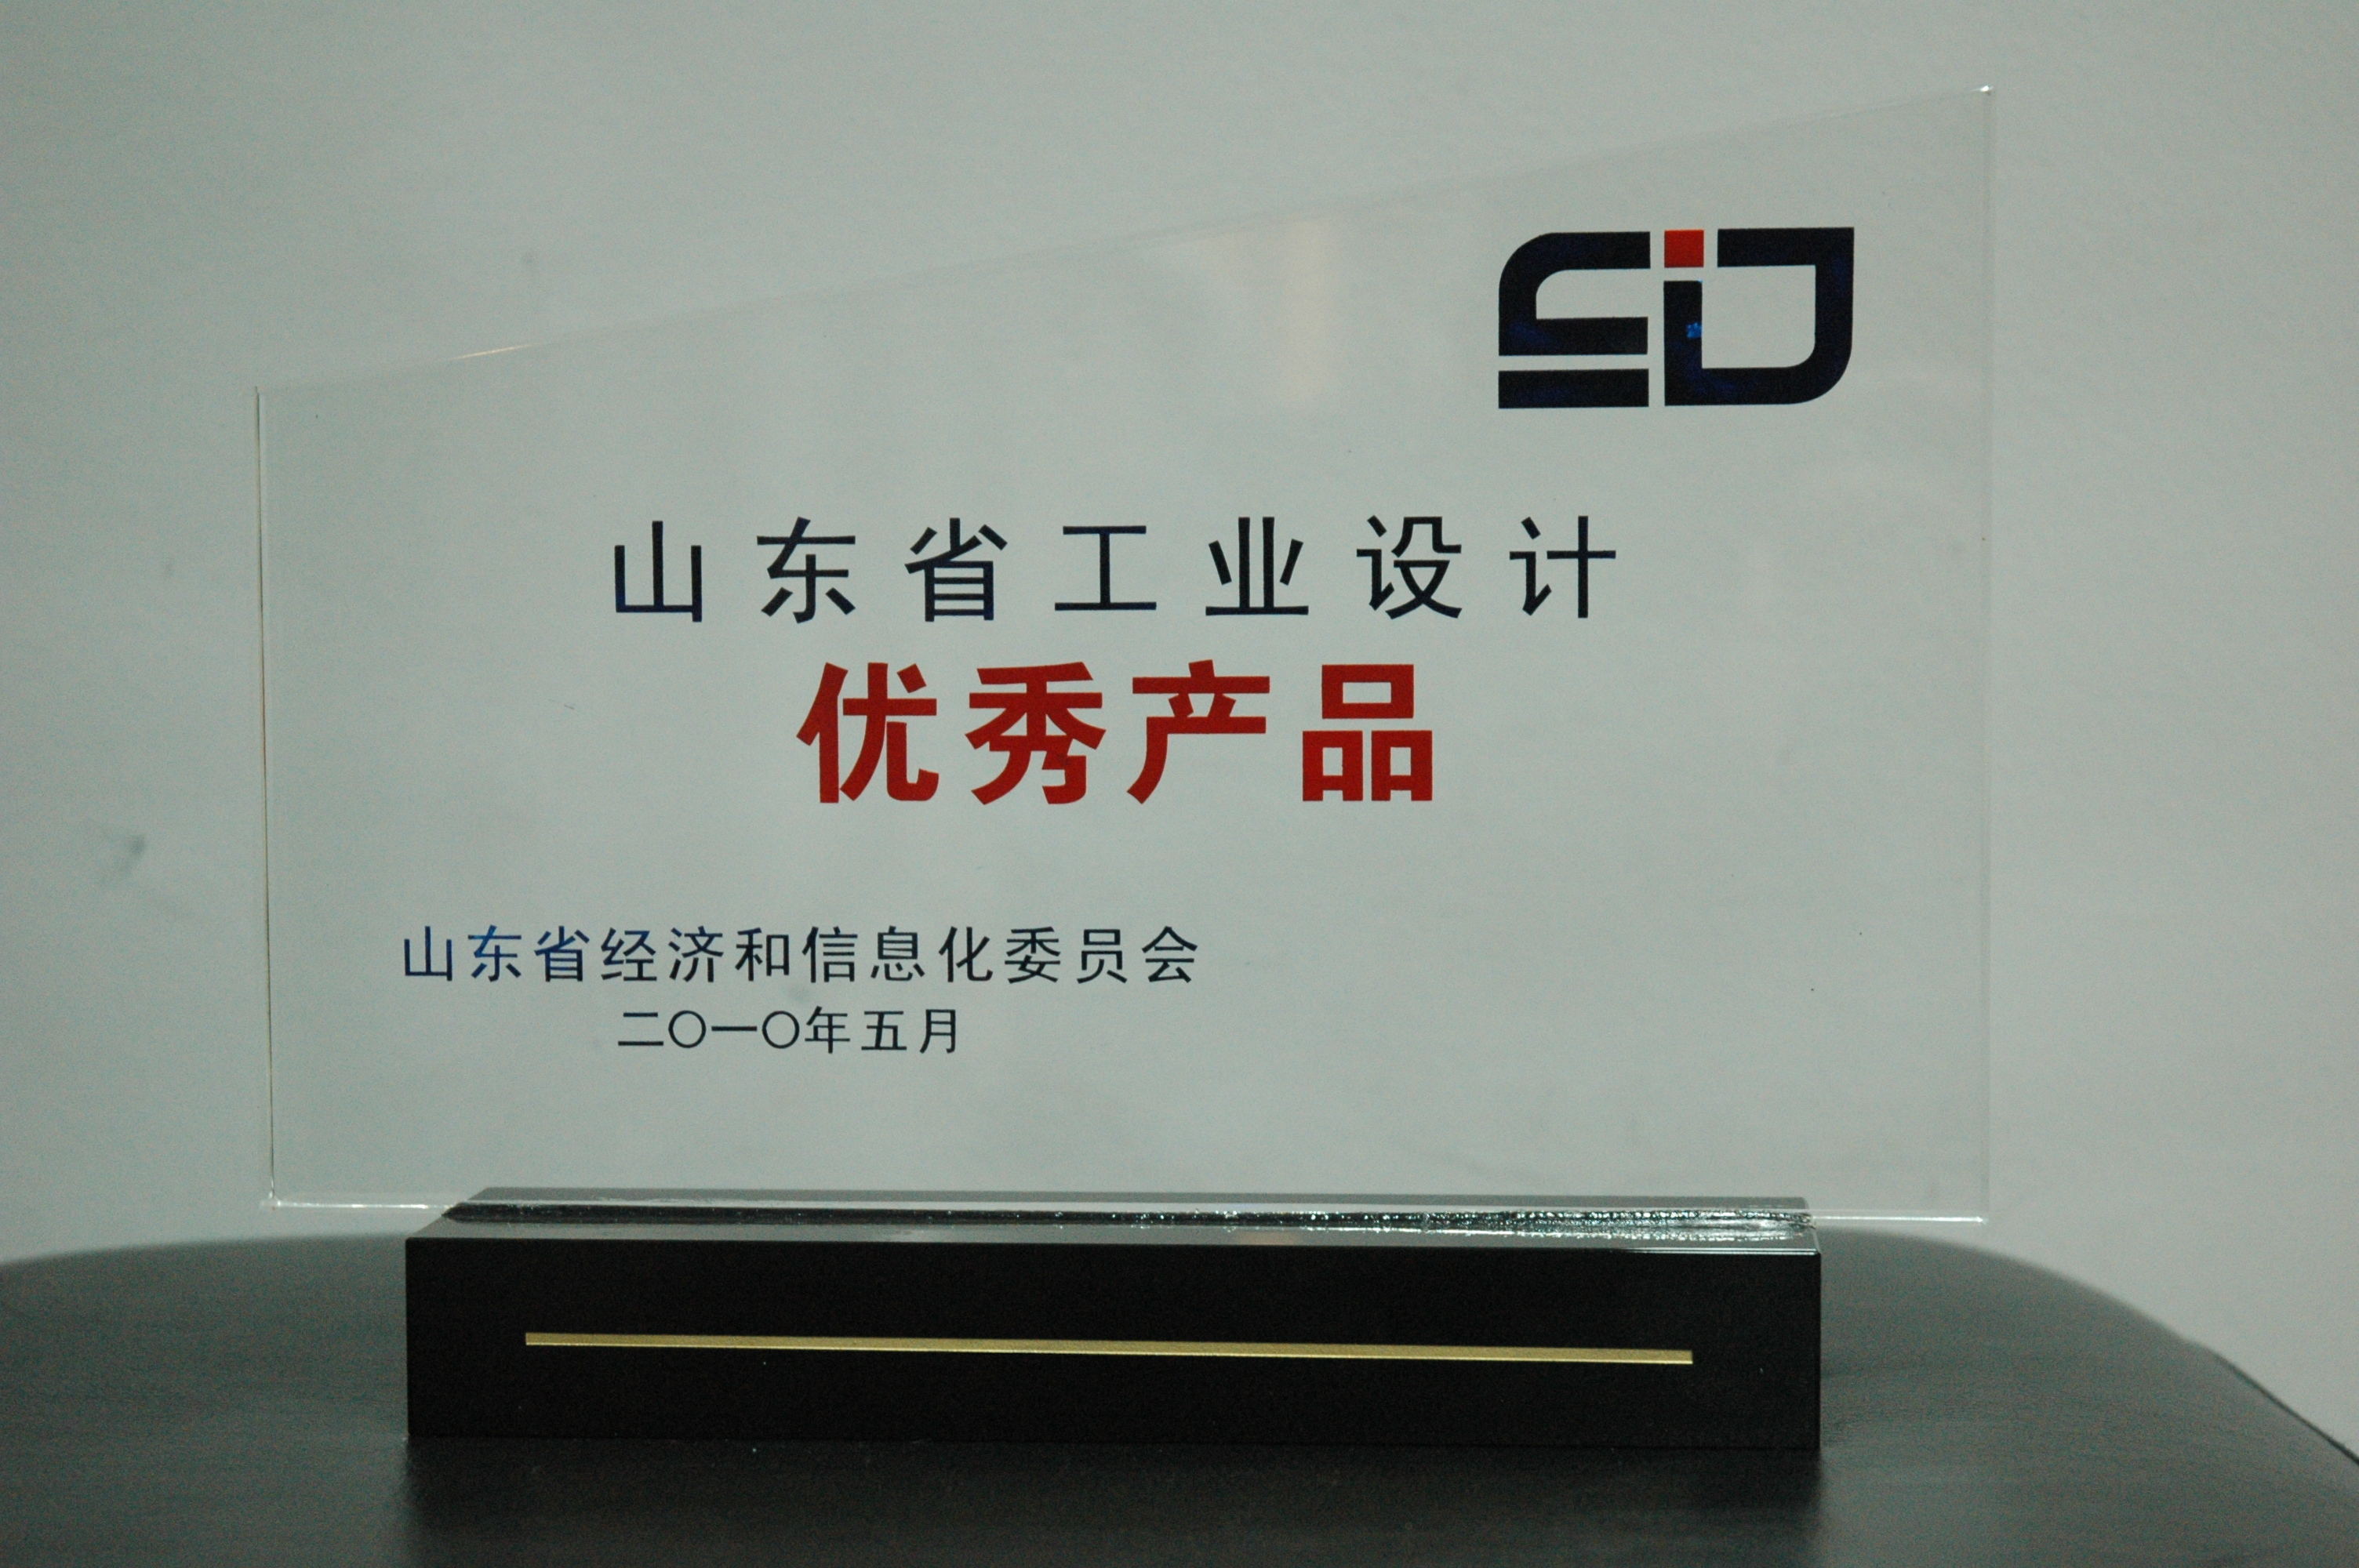 SiD
山东省工业设计
优秀产品
山东省经济和信息化委员会
二〇一〇年五月